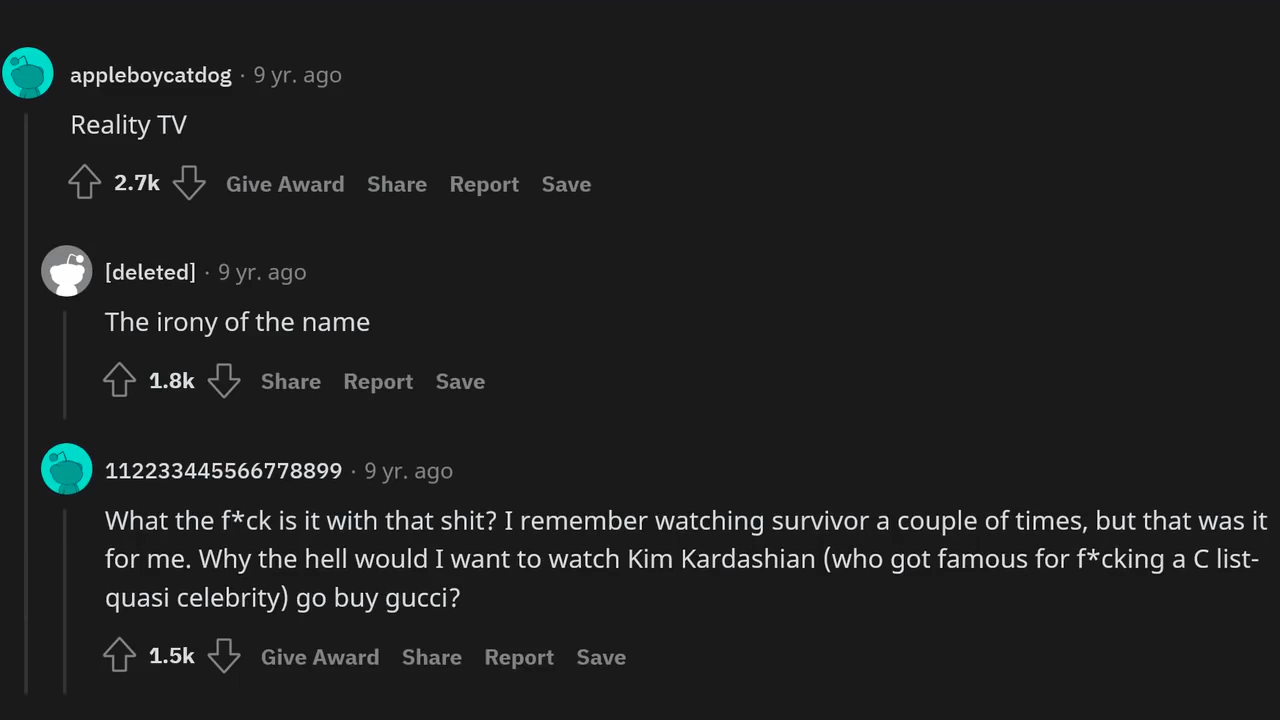 appleboycatdog · 9 yr. ago
Reality TV
2.7k Give Award Share Report Save
[deleted] · 9 yr. ago
The irony of the name
1.8k Share Report Save
112233445566778899 · 9 yr. ago
What the f*ck is it with that shit? I remember watching survivor a couple of times, but that was it
for me. Why the hell would I want to watch Kim Kardashian (who got famous for f*cking a C list-
quasi celebrity) go buy gucci?
1.5k Give Award Share Report Save